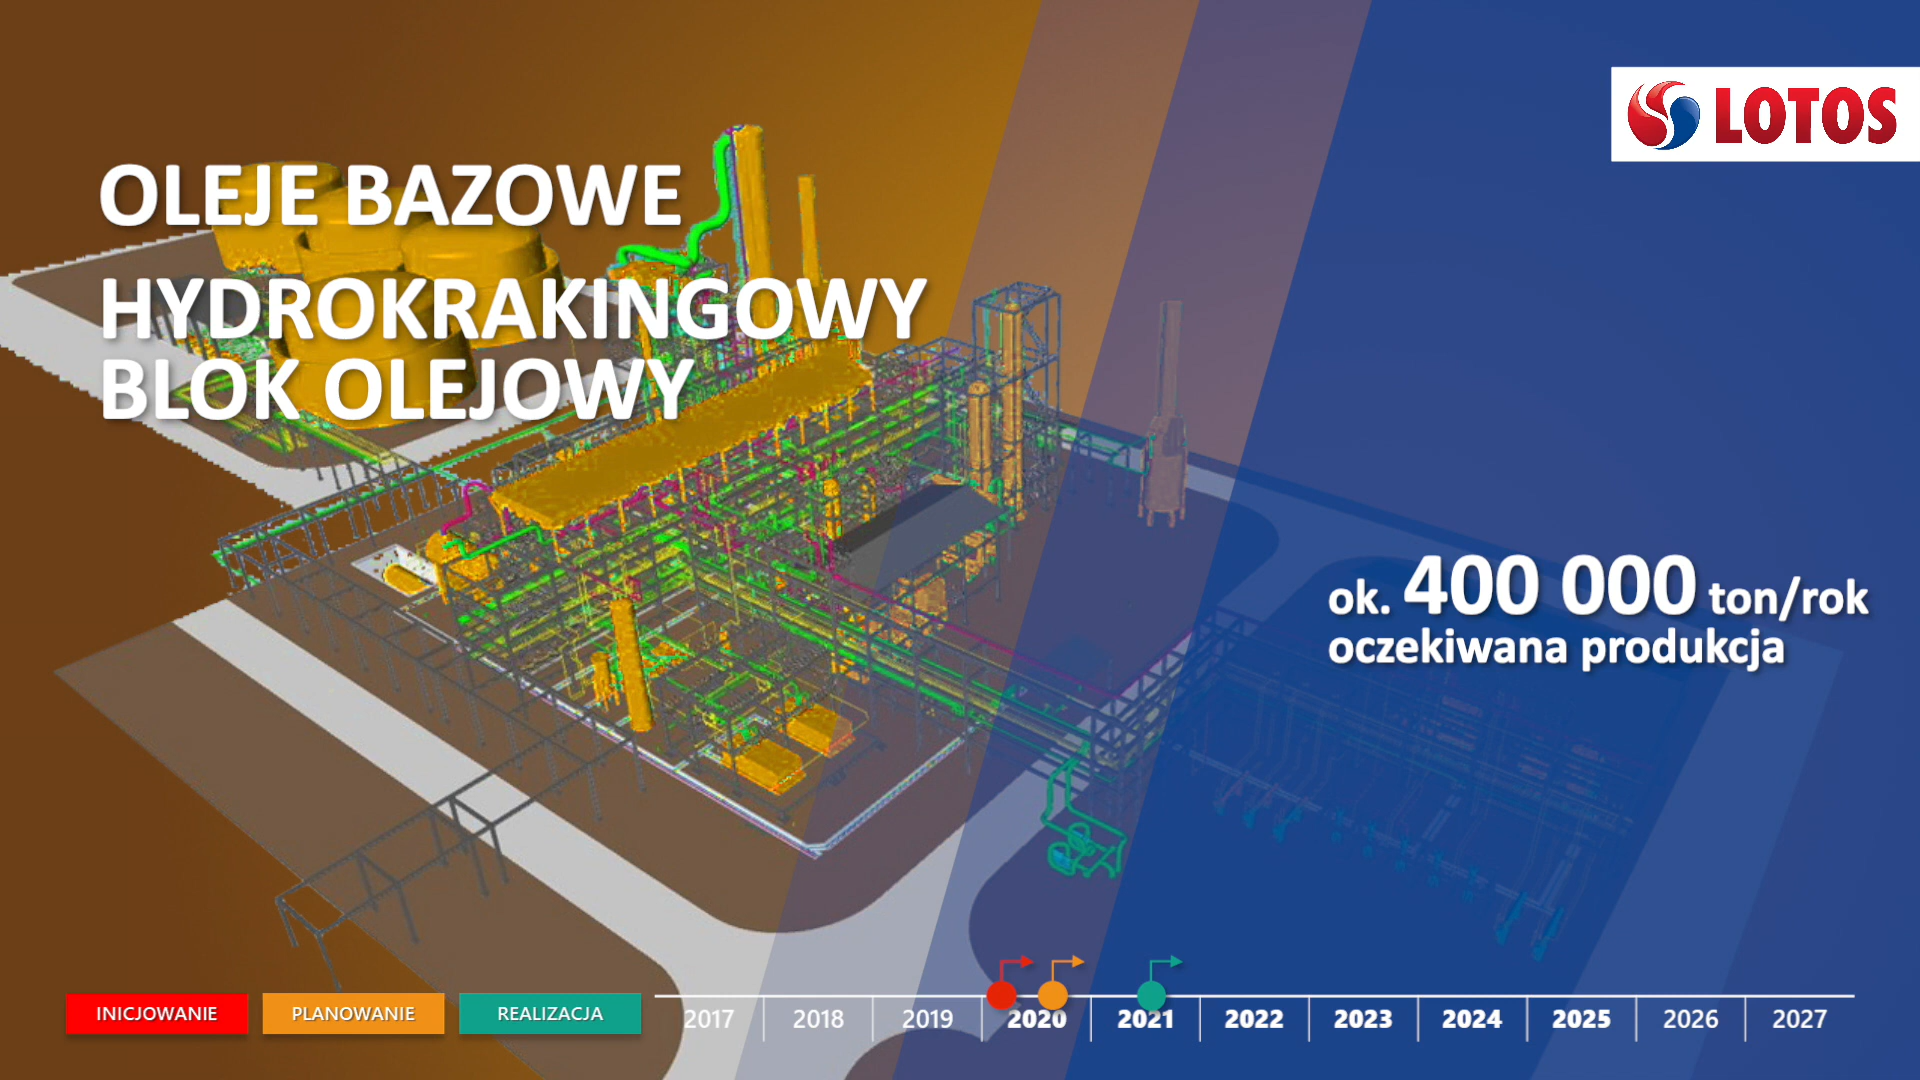 LOTOS
OLEJE BAZOWE
HYDROKRAKINGOWY
BLOK OLEJOWY
ok. 400 000 ton/rok
oczekiwana produkcja
INICJOWANIE
PLANOWANIE
REALIZACJA
2017
2018
2019
2020
2021
2022
2023
2024
2025
2026
2027